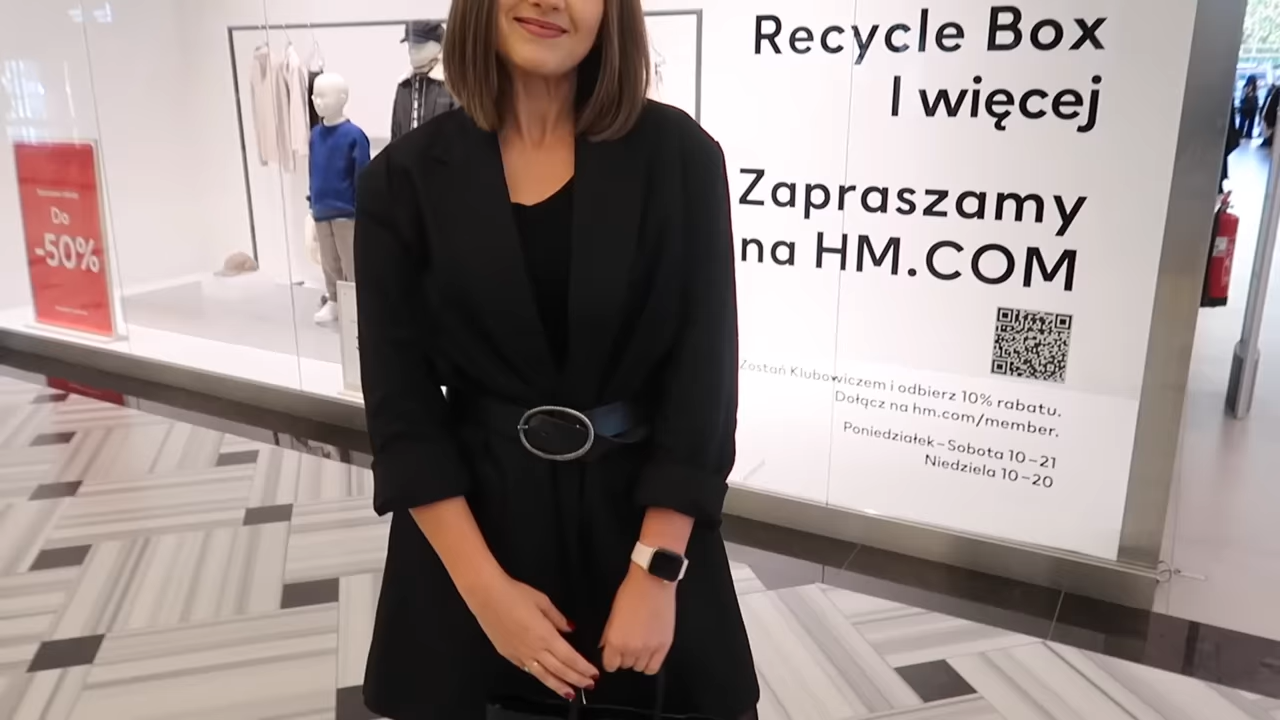 Do
-50%
Recycle Box
I więcej
Zapraszamy
na HM.COM
Zostań Klubowiczem i odbierz 10% rabatu.
Dołącz na hm.com/member.
Poniedziałek–Sobota 10–21
Niedziela 10–20